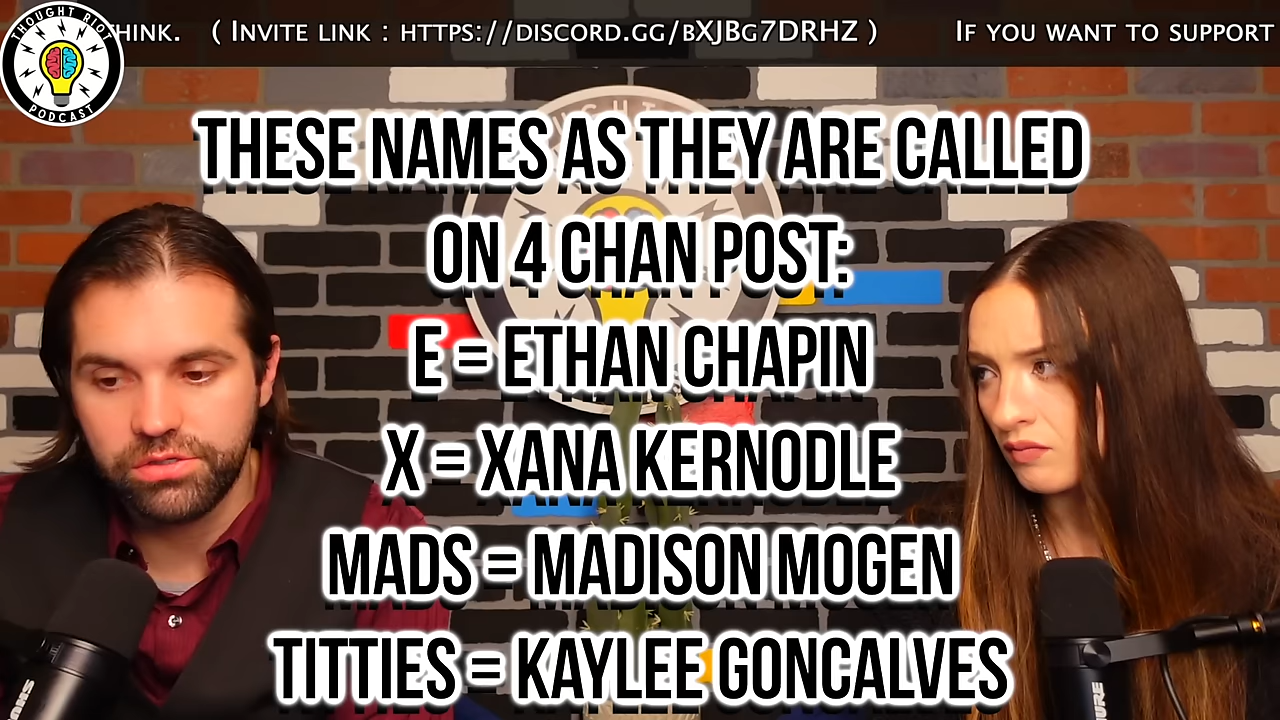 THOUGHT RIOT
PODCAST
THINK. ( INVITE LINK : HTTPS://DISCORD.GG/BXJBG7DRHZ ) IF YOU WANT TO SUPPORT
THESE NAMES AS THEY ARE CALLED
ON 4 CHAN POST:
E = ETHAN CHAPIN
X = XANA KERNODLE
MADS = MADISON MOGEN
TITTIES = KAYLEE GONCALVES